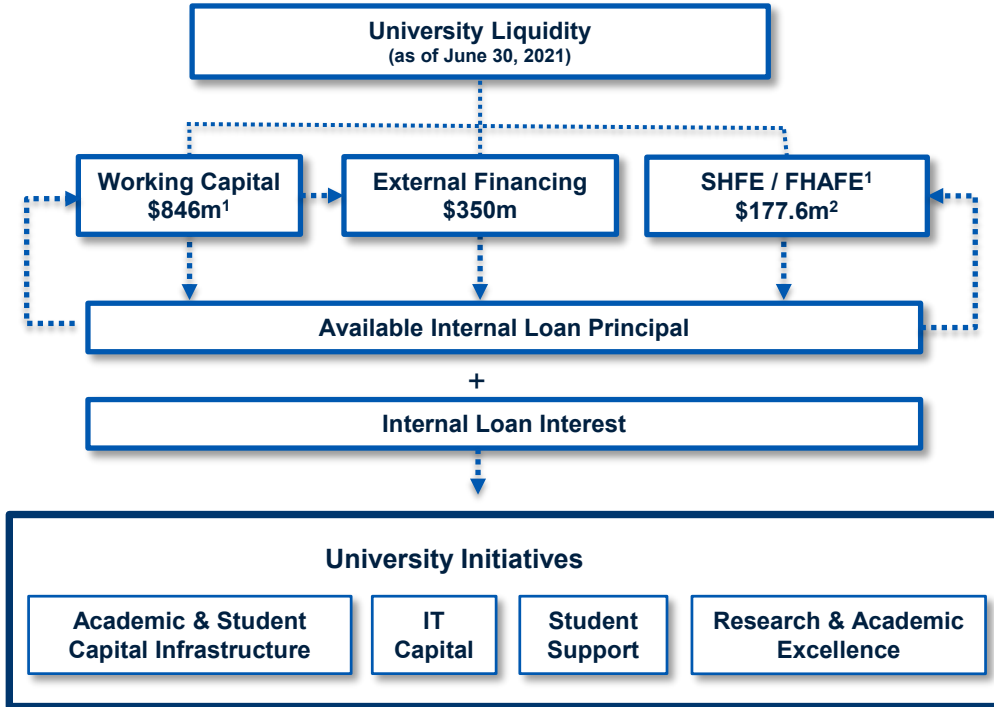 University Liquidity
(as of June 30, 2021)
Working Capital
$846m¹
External Financing
$350m
SHFE / FHAFE¹
$177.6m²
Available Internal Loan Principal
+
Internal Loan Interest
University Initiatives
Academic & Student
Capital Infrastructure
IT
Capital
Student
Support
Research & Academic
Excellence